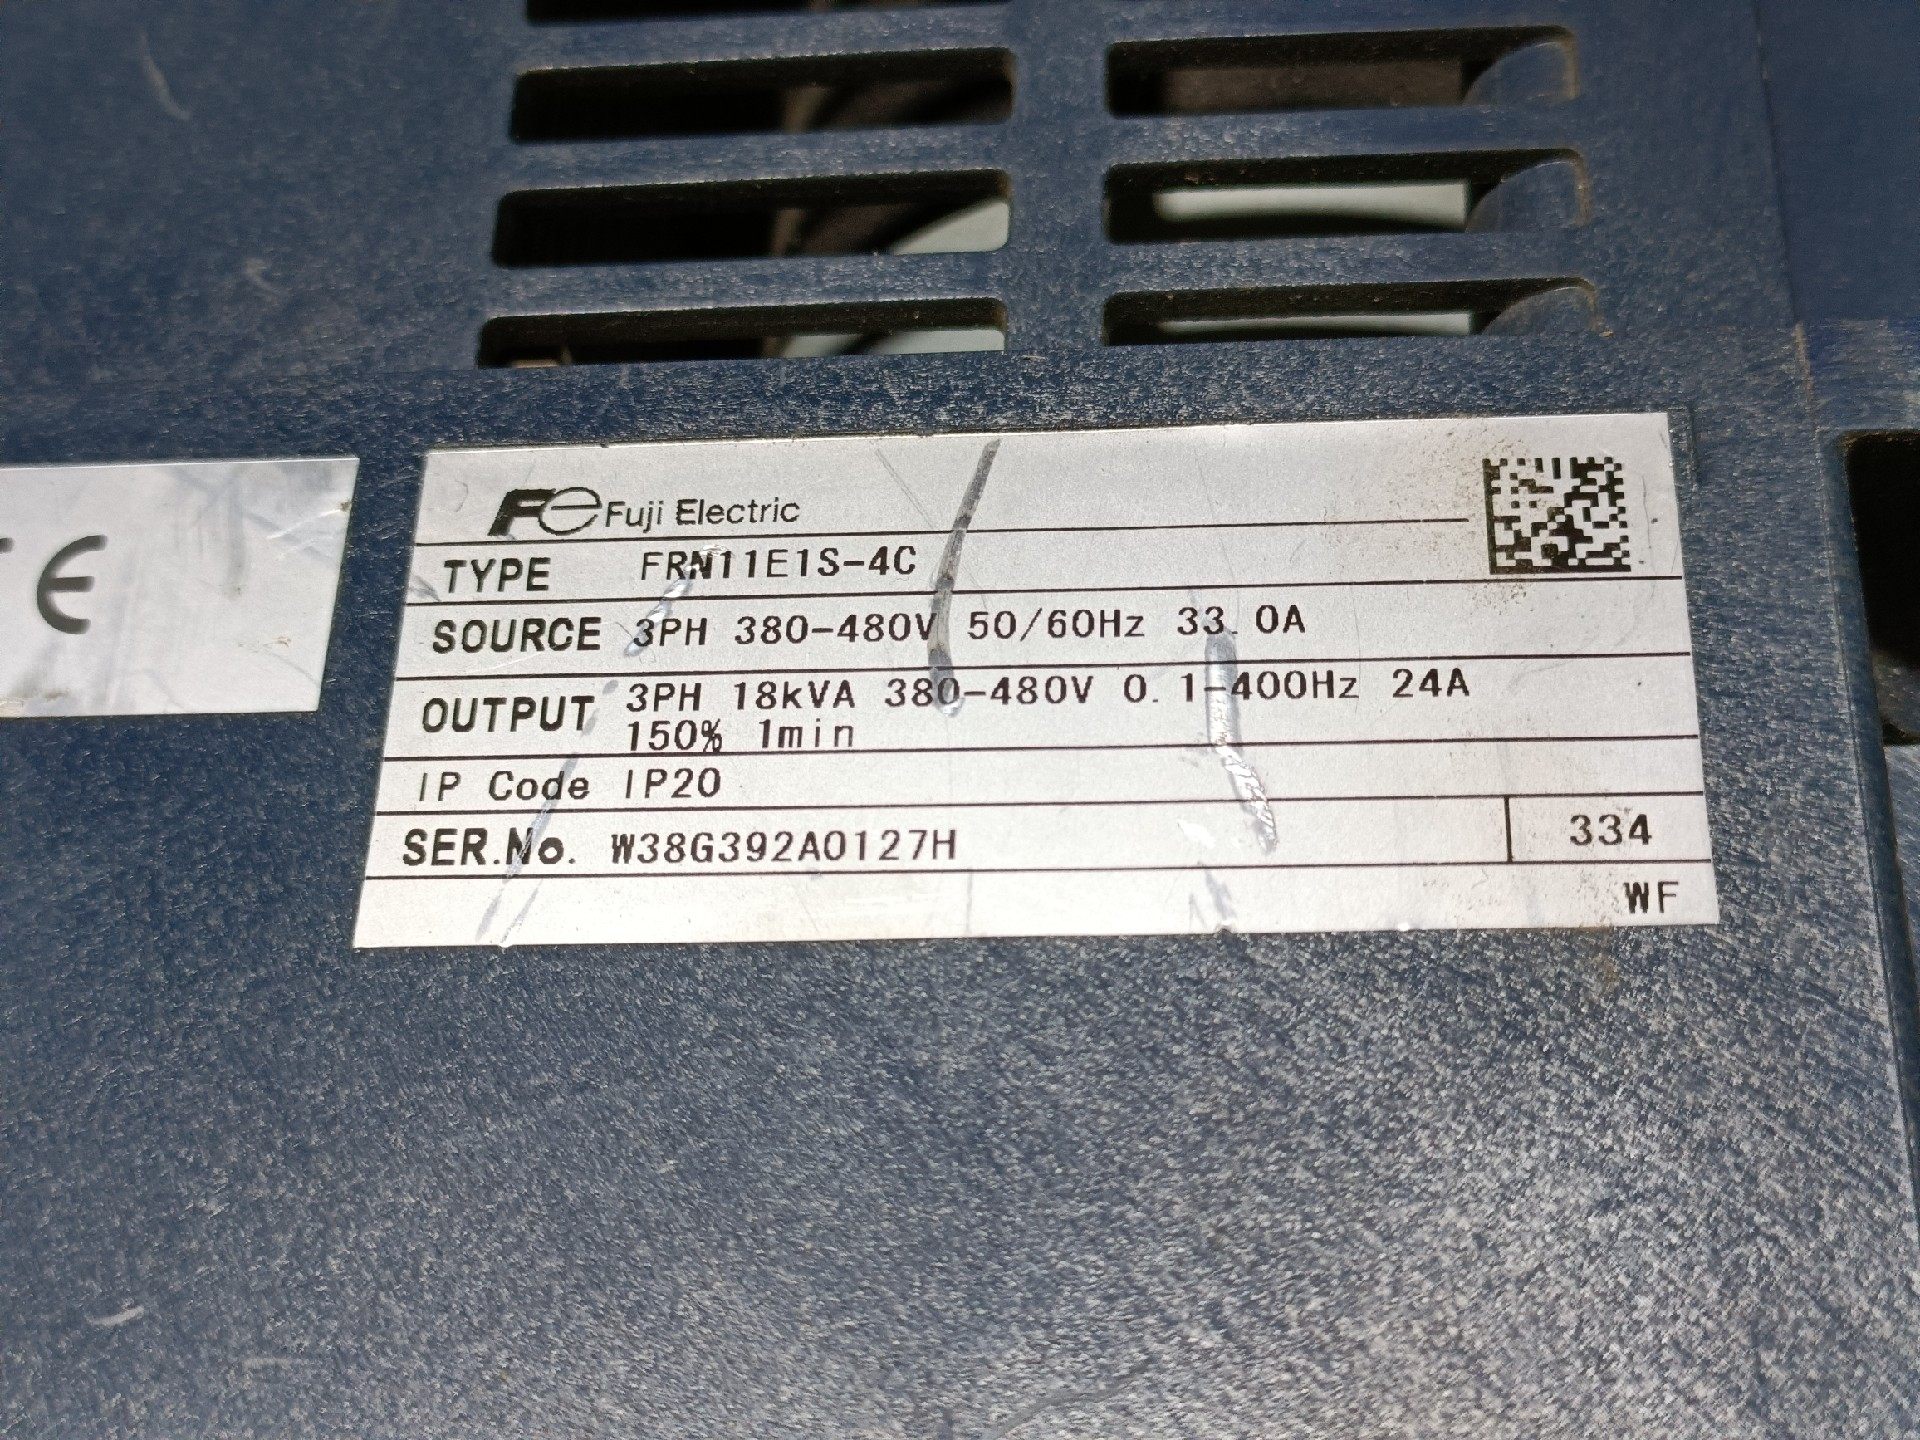 CE
Fe Fuji Electric
TYPE FRN11E1S-4C
SOURCE 3PH 380-480V 50/60Hz 33.0A
OUTPUT 3PH 18kVA 380-480V 0.1-400Hz 24A
150% 1min
IP Code IP20
SER.No. W38G392A0127H 334
WF